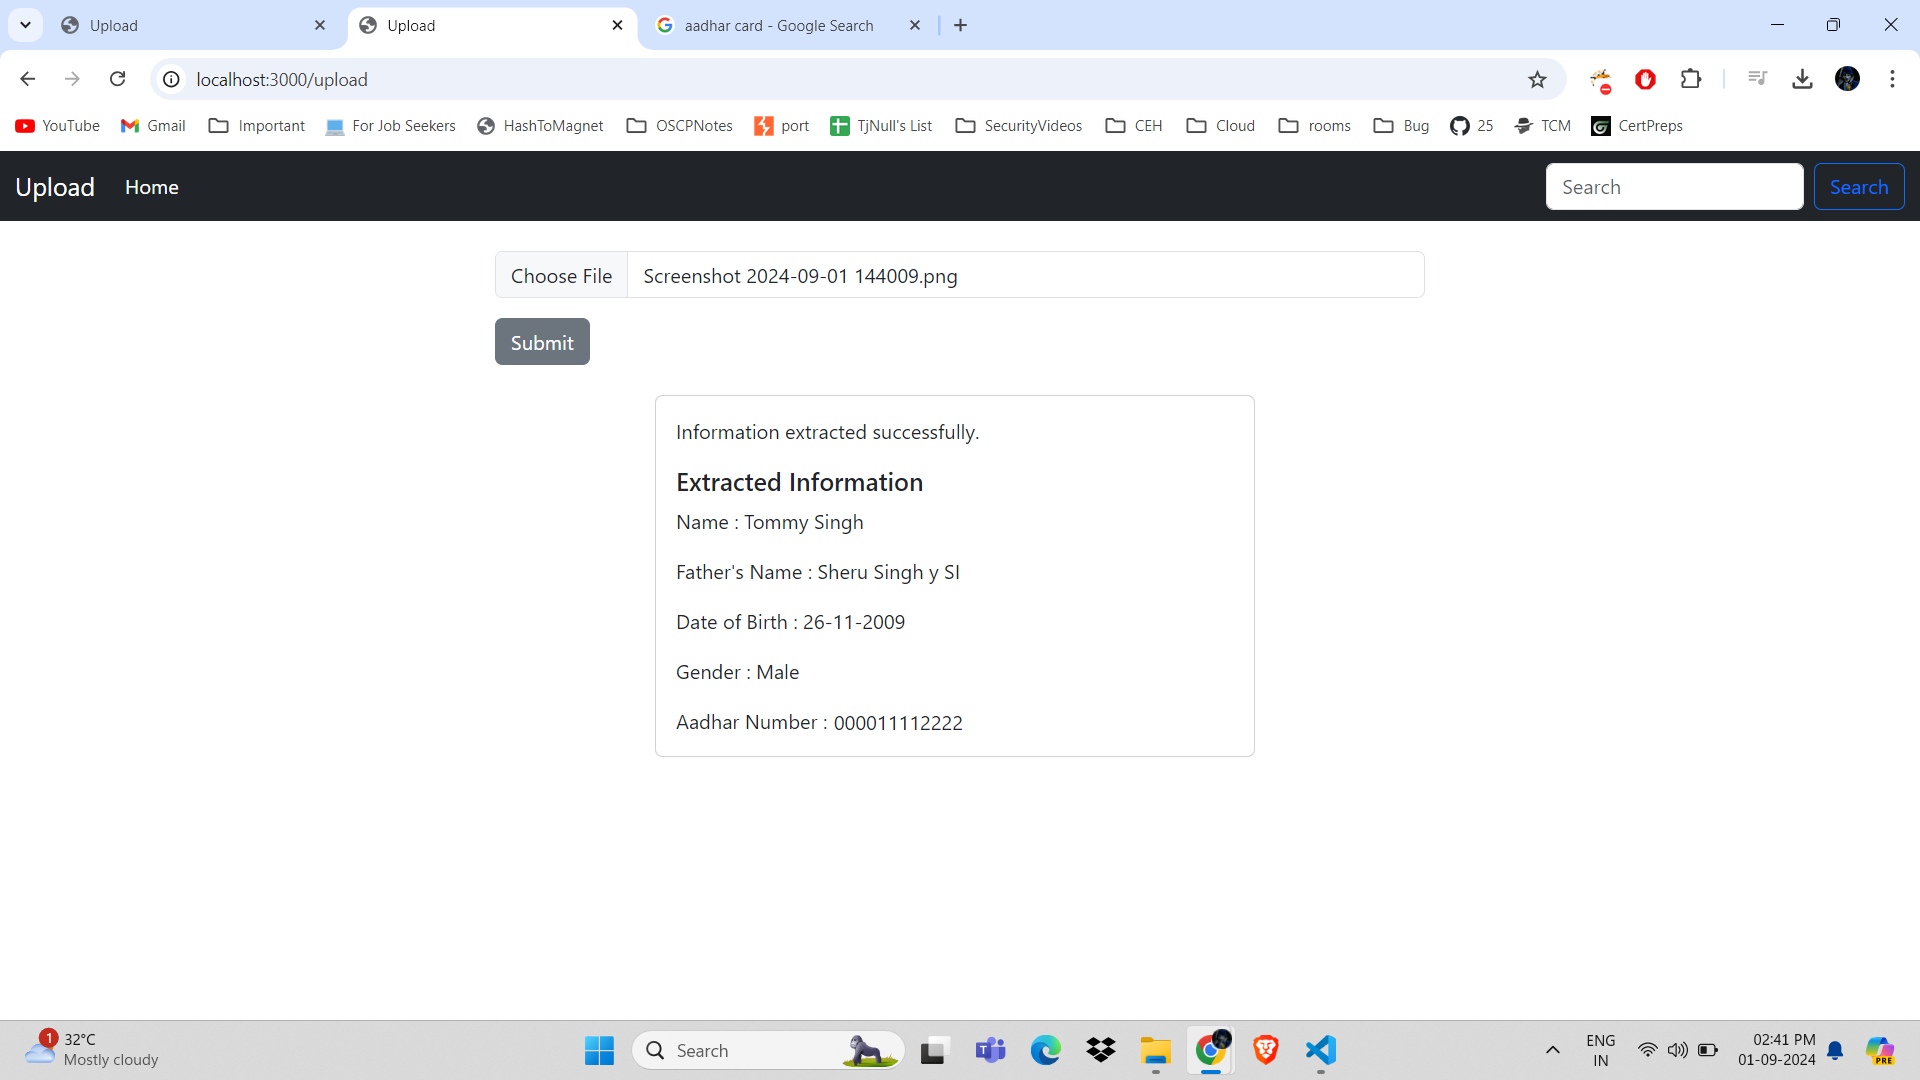 Upload
Upload
aadhar card - Google Search
localhost:3000/upload
YouTube
Gmail
Important
For Job Seekers
HashToMagnet
OSCPNotes
port
TjNull's List
SecurityVideos
CEH
Cloud
rooms
Bug
25
TCM
CertPreps
Upload
Home
Search
Search
Choose File
Screenshot 2024-09-01 144009.png
Submit
Information extracted successfully.
Extracted Information
Name : Tommy Singh
Father's Name : Sheru Singh y SI
Date of Birth : 26-11-2009
Gender : Male
Aadhar Number : 000011112222
1
32°C
Mostly cloudy
Search
ENG
IN
02:41 PM
01-09-2024
PRE